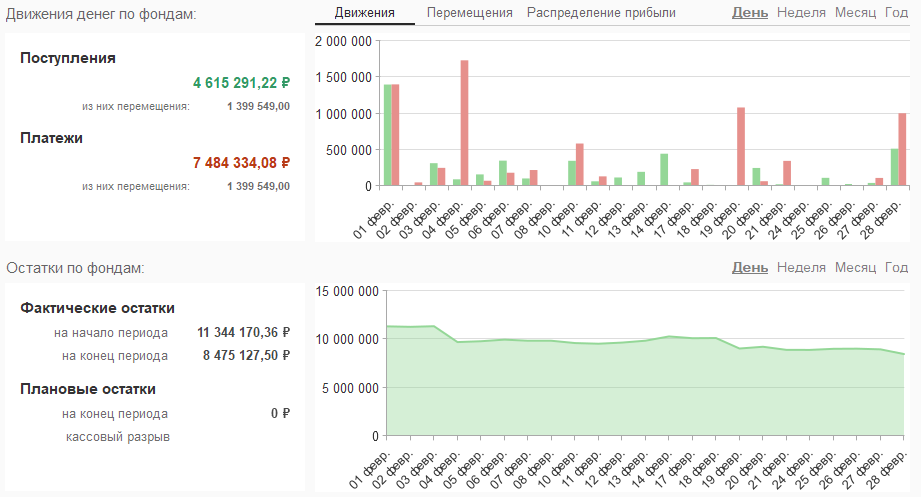 Движения денег по фондам:
Движения Перемещения Распределение прибыли
День Неделя Месяц Год
Поступления
4 615 291,22 ₽
из них перемещения: 1 399 549,00
Платежи
7 484 334,08 ₽
из них перемещения: 1 399 549,00
2 000 000
1 500 000
1 000 000
500 000
0
01 февр.
02 февр.
03 февр.
04 февр.
05 февр.
06 февр.
07 февр.
08 февр.
10 февр.
11 февр.
12 февр.
13 февр.
14 февр.
17 февр.
18 февр.
19 февр.
20 февр.
21 февр.
24 февр.
25 февр.
26 февр.
27 февр.
28 февр.
Остатки по фондам:
День Неделя Месяц Год
Фактические остатки
на начало периода 11 344 170,36 ₽
на конец периода 8 475 127,50 ₽
Плановые остатки
на конец периода 0 ₽
кассовый разрыв
15 000 000
10 000 000
5 000 000
0
01 февр.
02 февр.
03 февр.
04 февр.
05 февр.
06 февр.
07 февр.
08 февр.
10 февр.
11 февр.
12 февр.
13 февр.
14 февр.
17 февр.
18 февр.
19 февр.
20 февр.
21 февр.
24 февр.
25 февр.
26 февр.
27 февр.
28 февр.